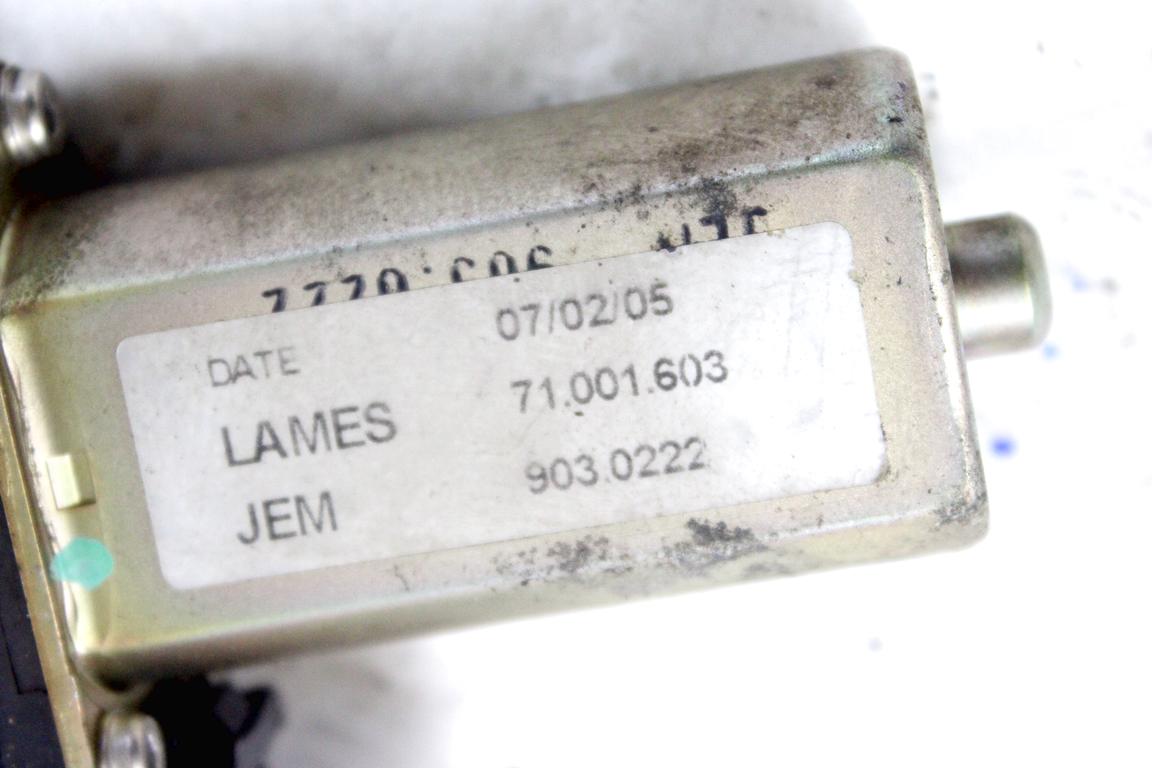 DATE 07/02/05
LAMES 71.001.603
JEM 903.0222